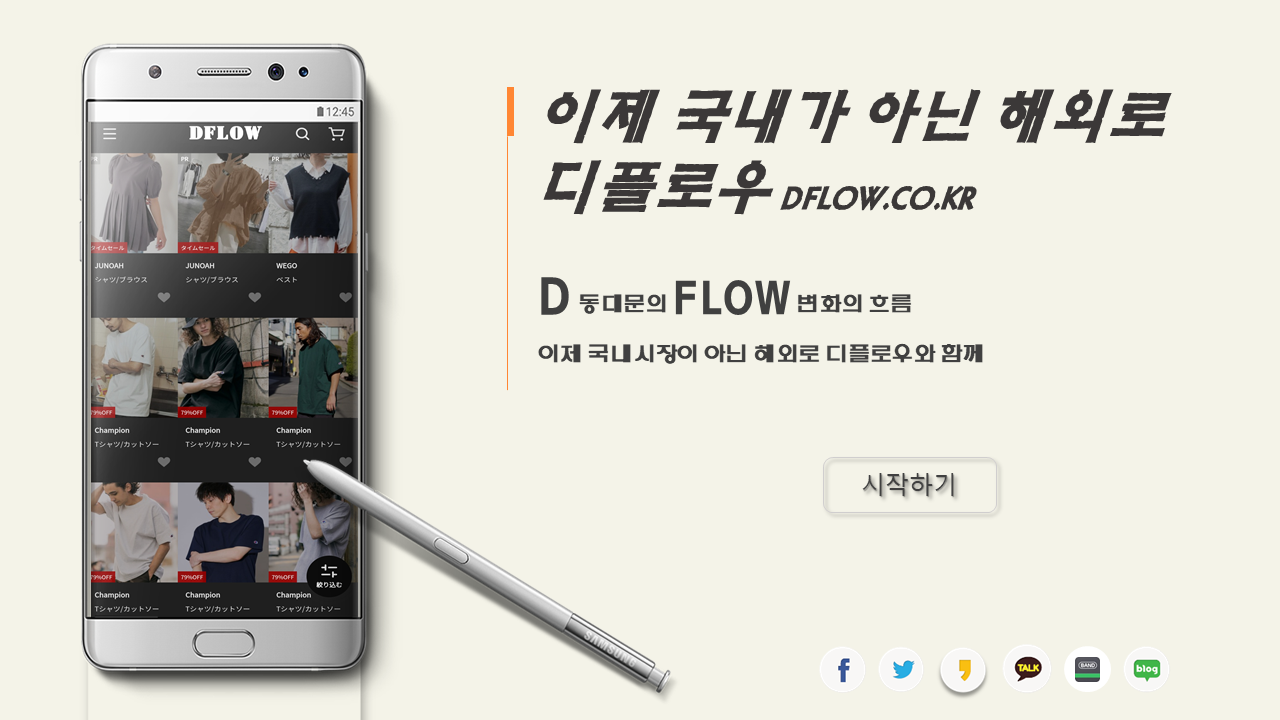 12:45
DFLOW
PR
PR
PR
タイムセール
タイムセール
JUNOAH
JUNOAH
WEGO
シャツ/ブラウス
シャツ/ブラウス
ベスト
79%OFF
79%OFF
79%OFF
Champion
Champion
Champion
Tシャツ/カットソー
Tシャツ/カットソー
Tシャツ/カットソー
79%OFF
79%OFF
79%OFF
絞り込む
Champion
Champion
Champion
Tシャツ/カットソー
Tシャツ/カットソー
Tシャツ/カットソー
SAMSUNG
이제 국내가 아닌 해외로
디플로우 DFLOW.CO.KR
D 동대문의 FLOW 변화의 흐름
이제 국내시장이 아닌 해외로 디플로우와 함께
시작하기
TALK
BAND
blog